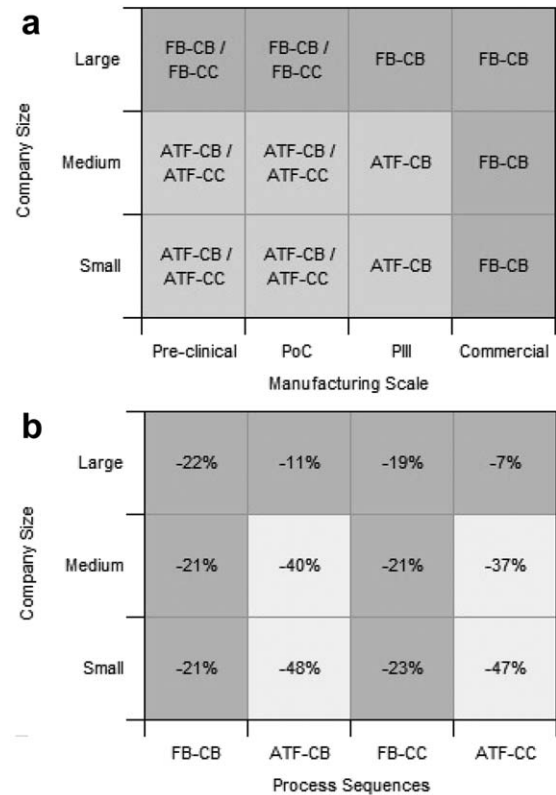 a
Large
FB-CB /
FB-CC
FB-CB /
FB-CC
FB-CB
FB-CB
Company Size
Medium
ATF-CB /
ATF-CC
ATF-CB /
ATF-CC
ATF-CB
FB-CB
Small
ATF-CB /
ATF-CC
ATF-CB /
ATF-CC
ATF-CB
FB-CB
Pre-clinical PoC PIII Commercial
Manufacturing Scale
b
Large -22% -11% -19% -7%
Company Size
Medium -21% -40% -21% -37%
Small -21% -48% -23% -47%
FB-CB ATF-CB FB-CC ATF-CC
Process Sequences